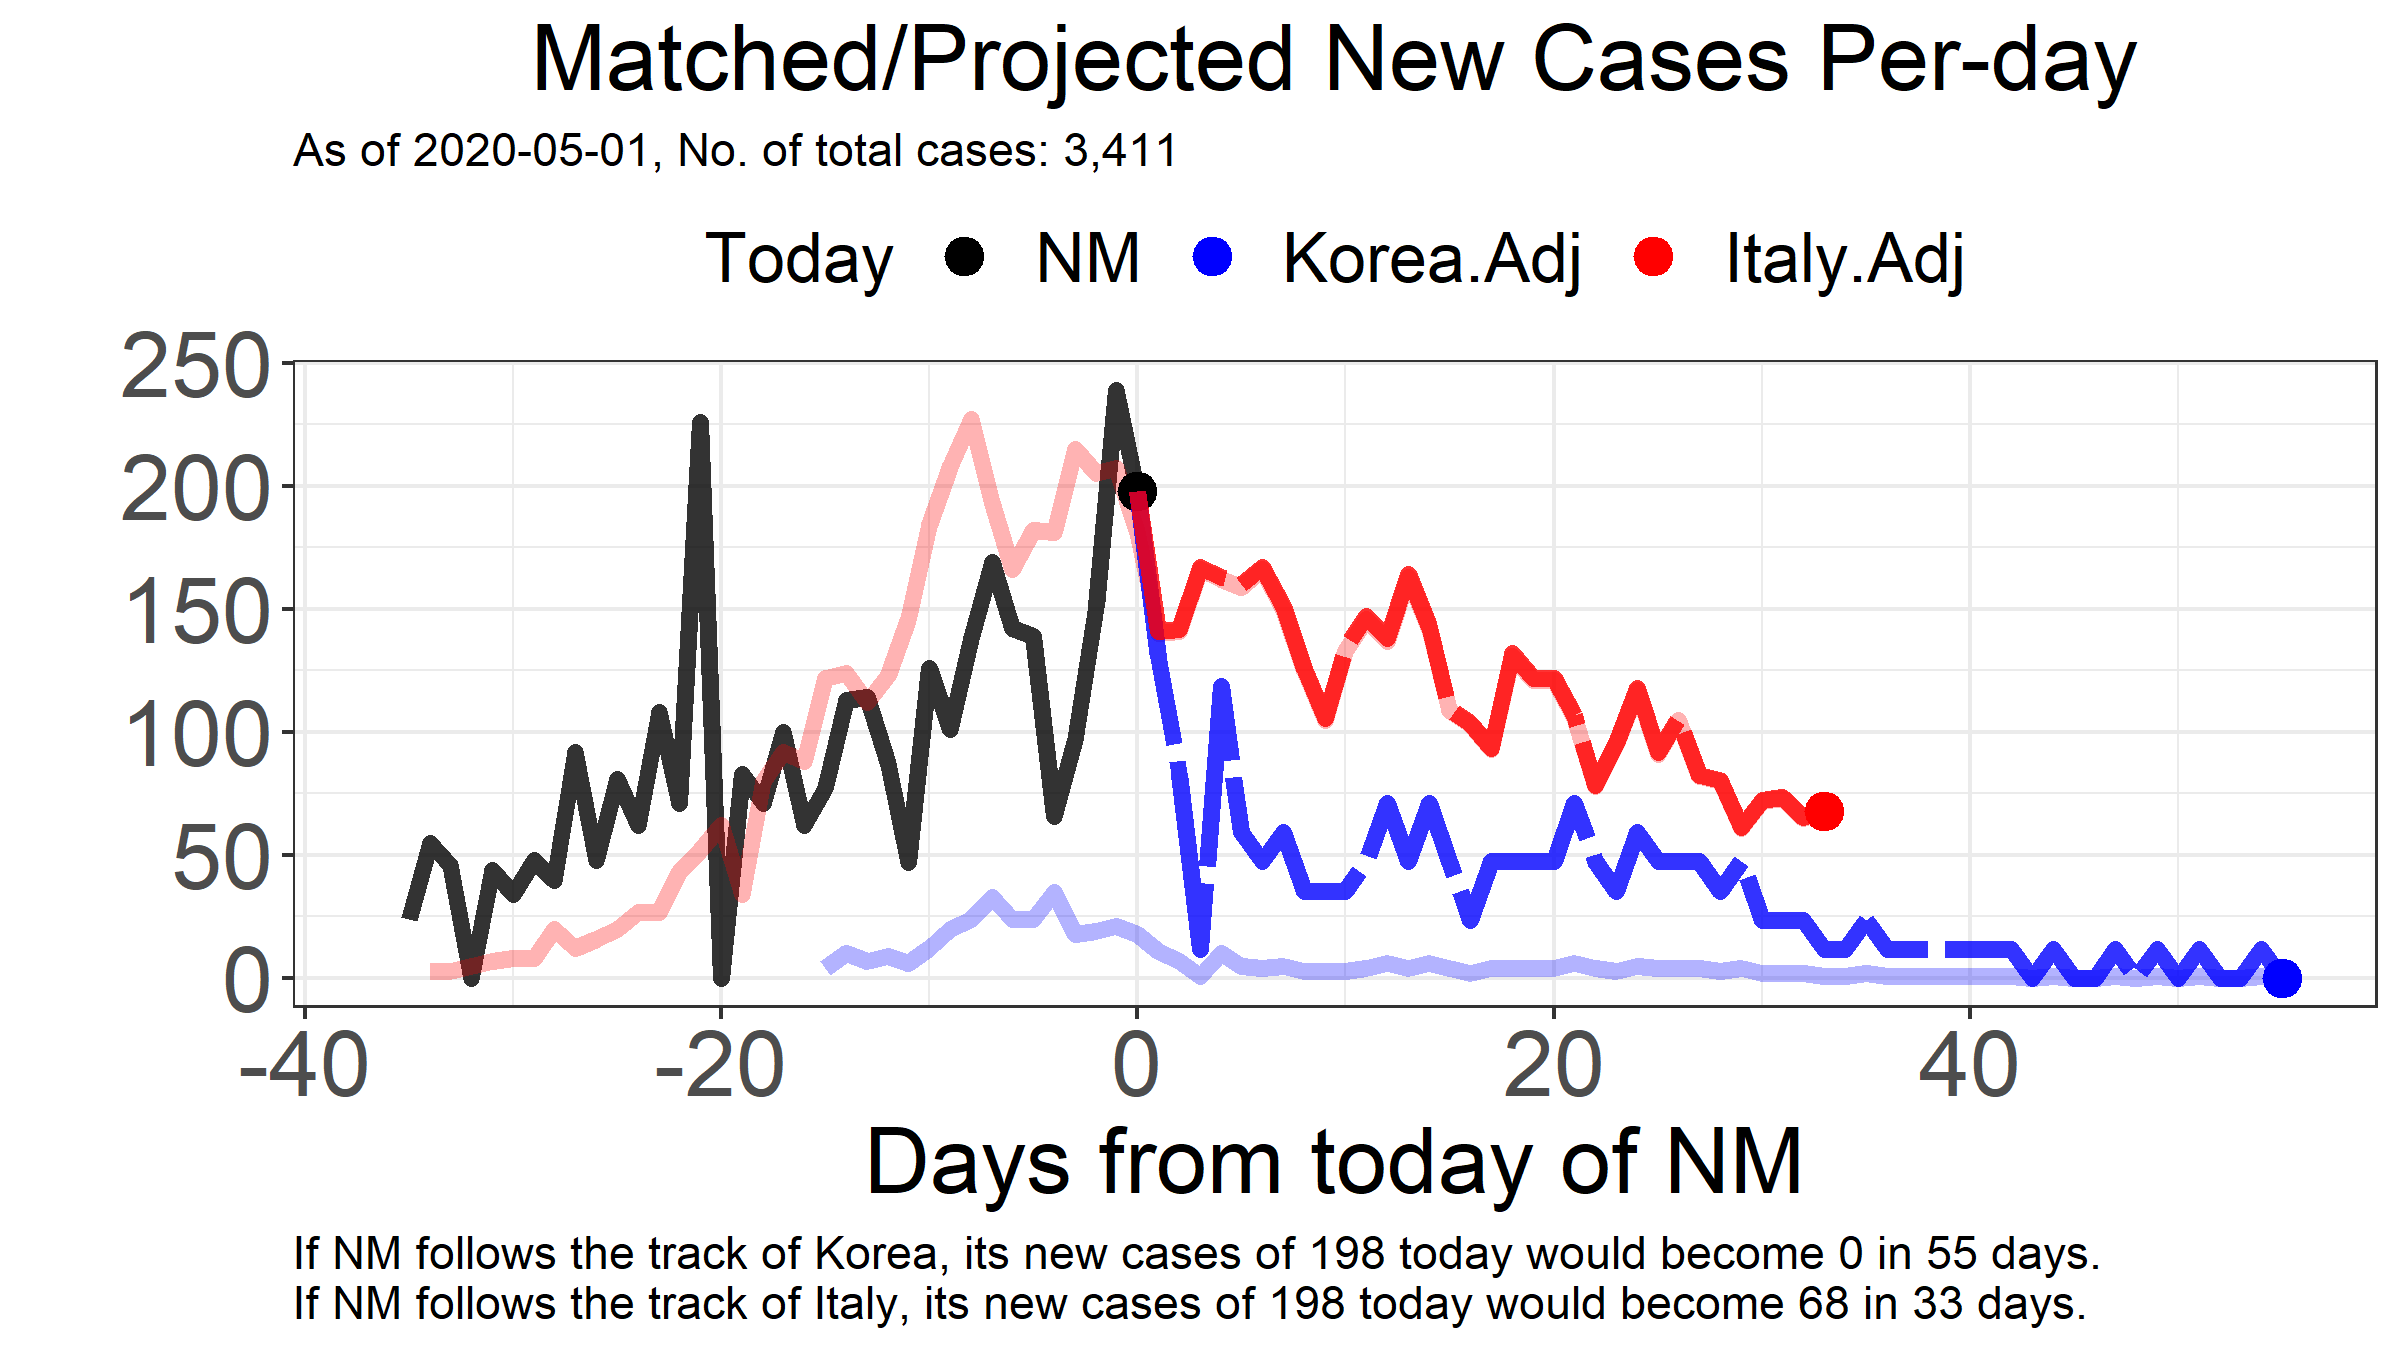 Matched/Projected New Cases Per-day
As of 2020-05-01, No. of total cases: 3,411
Today NM Korea.Adj Italy.Adj
250
200
150
100
50
0
-40 -20 0 20 40
Days from today of NM
If NM follows the track of Korea, its new cases of 198 today would become 0 in 55 days.
If NM follows the track of Italy, its new cases of 198 today would become 68 in 33 days.